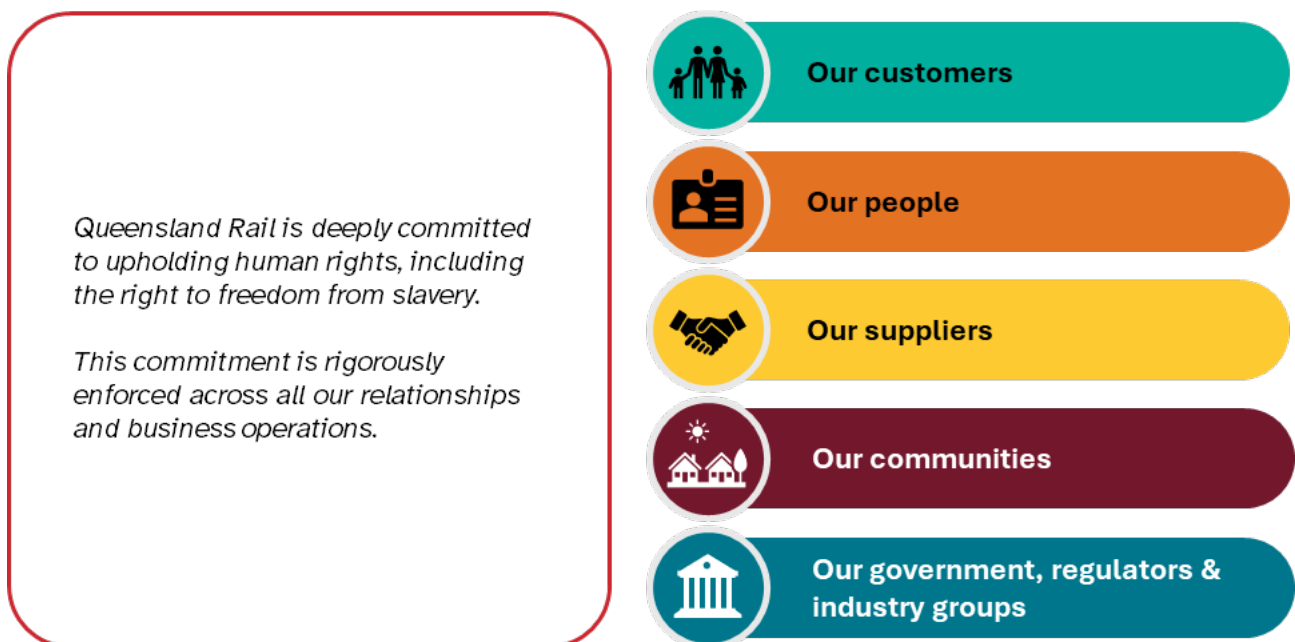 Queensland Rail is deeply committed
to upholding human rights, including
the right to freedom from slavery.
This commitment is rigorously
enforced across all our relationships
and business operations.
Our customers
Our people
Our suppliers
Our communities
Our government, regulators &
industry groups